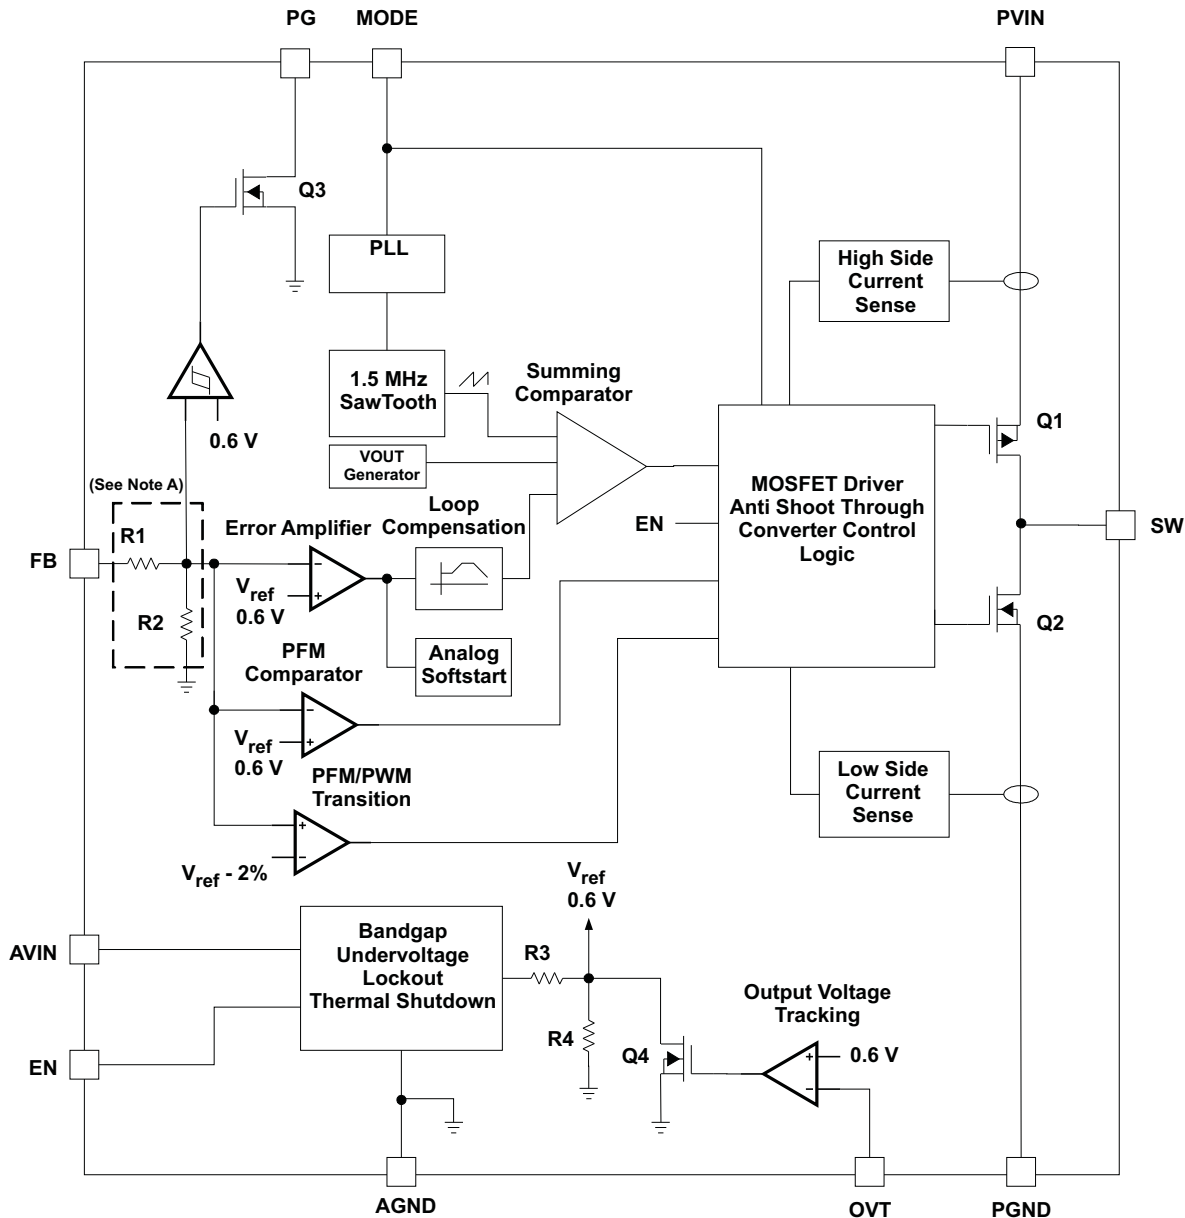 PG
MODE
PVIN
Q3
PLL
High Side
Current
Sense
1.5 MHz
SawTooth
Summing
Comparator
0.6 V
Q1
VOUT
Generator
MOSFET Driver
Anti Shoot Through
Converter Control
Logic
(See Note A)
Loop
Compensation
Error Amplifier
EN
SW
R1
FB
−
+
Vref
0.6 V
R2
Q2
PFM
Comparator
Analog
Softstart
−
+
Vref
0.6 V
PFM/PWM
Transition
Low Side
Current
Sense
+
−
Vref - 2%
Vref
0.6 V
Bandgap
Undervoltage
Lockout
Thermal Shutdown
AVIN
R3
Output Voltage
Tracking
R4
Q4
+
−
0.6 V
EN
AGND
OVT
PGND